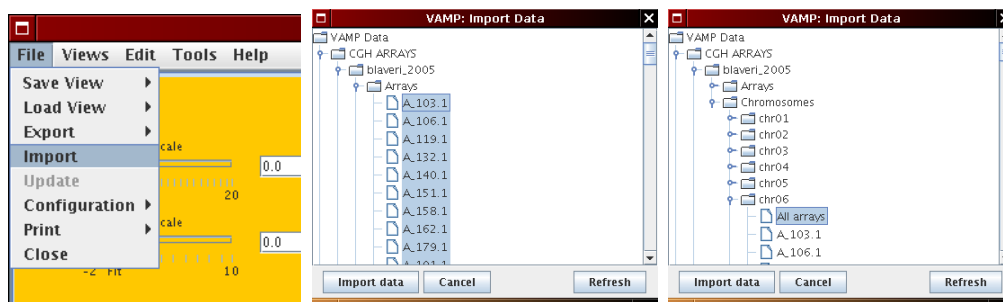 File Views Edit Tools Help
Save View
Load View
Export
Import
Update
Configuration
Print
Close
cale
0.0
20
cale
0.0
-2 Fit 10
VAMP: Import Data
VAMP Data
CGH ARRAYS
blaveri_2005
Arrays
A_103.1
A_106.1
A_119.1
A_132.1
A_140.1
A_151.1
A_158.1
A_162.1
A_179.1
Import data Cancel Refresh
VAMP: Import Data
VAMP Data
CGH ARRAYS
blaveri_2005
Arrays
Chromosomes
chr01
chr02
chr03
chr04
chr05
chr06
All arrays
A_103.1
A_106.1
Import data Cancel Refresh